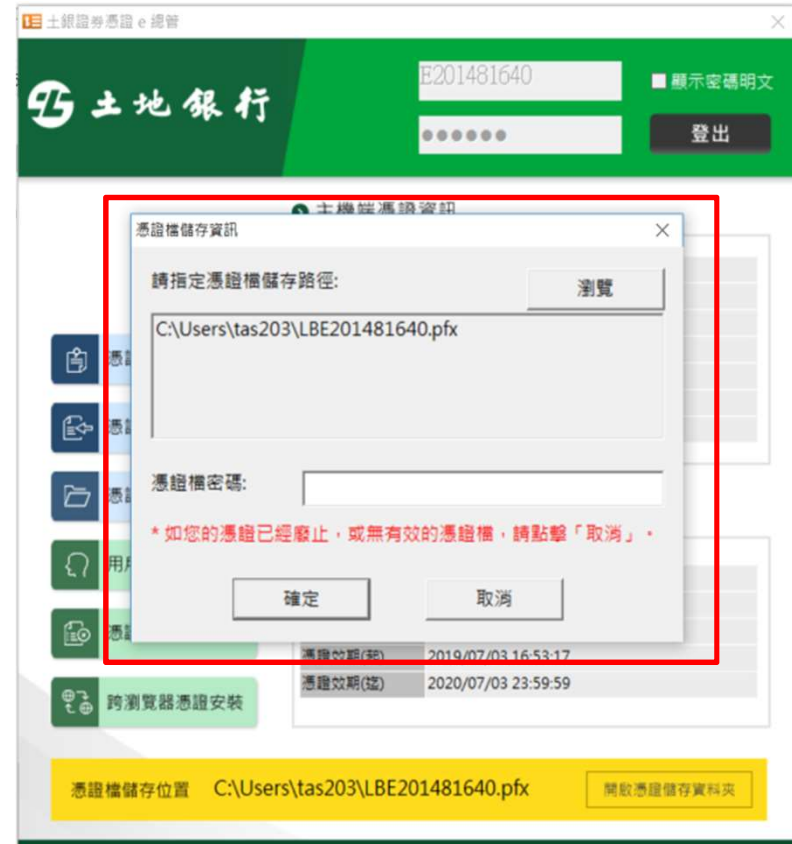 土銀證券憑證 e 總管
土地銀行
E201481640
顯示密碼明文
登出
主機端憑證資訊
憑證檔儲存資訊
請指定憑證檔儲存路徑:
瀏覽
C:\Users\tas203\LBE201481640.pfx
憑證檔密碼:
* 如您的憑證已經廢止，或無有效的憑證檔，請點擊「取消」。
確定
取消
憑證效期(起) 2019/07/03 16:53:17
憑證效期(迄) 2020/07/03 23:59:59
跨瀏覽器憑證安裝
憑證檔儲存位置 C:\Users\tas203\LBE201481640.pfx
開啟憑證儲存資料夾